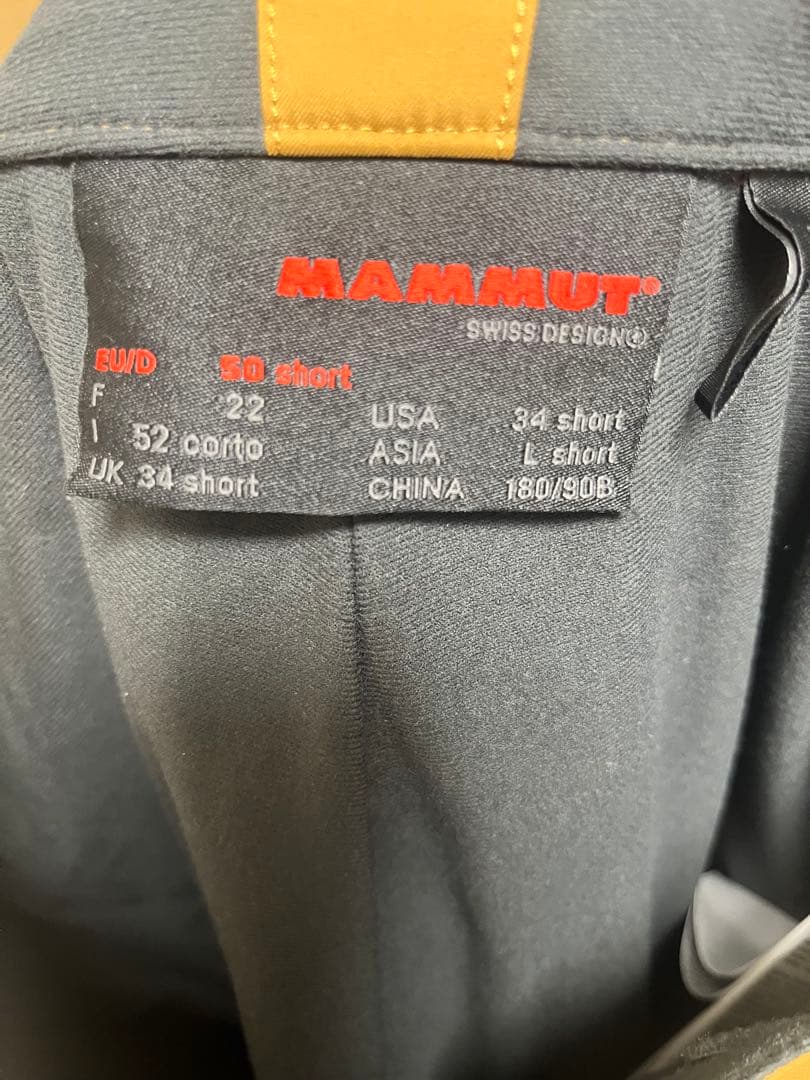 MAMMUT®
SWISS DESIGN
EU/D 50 short
F 22
I 52 corto
UK 34 short
USA 34 short
ASIA L short
CHINA 180/90B